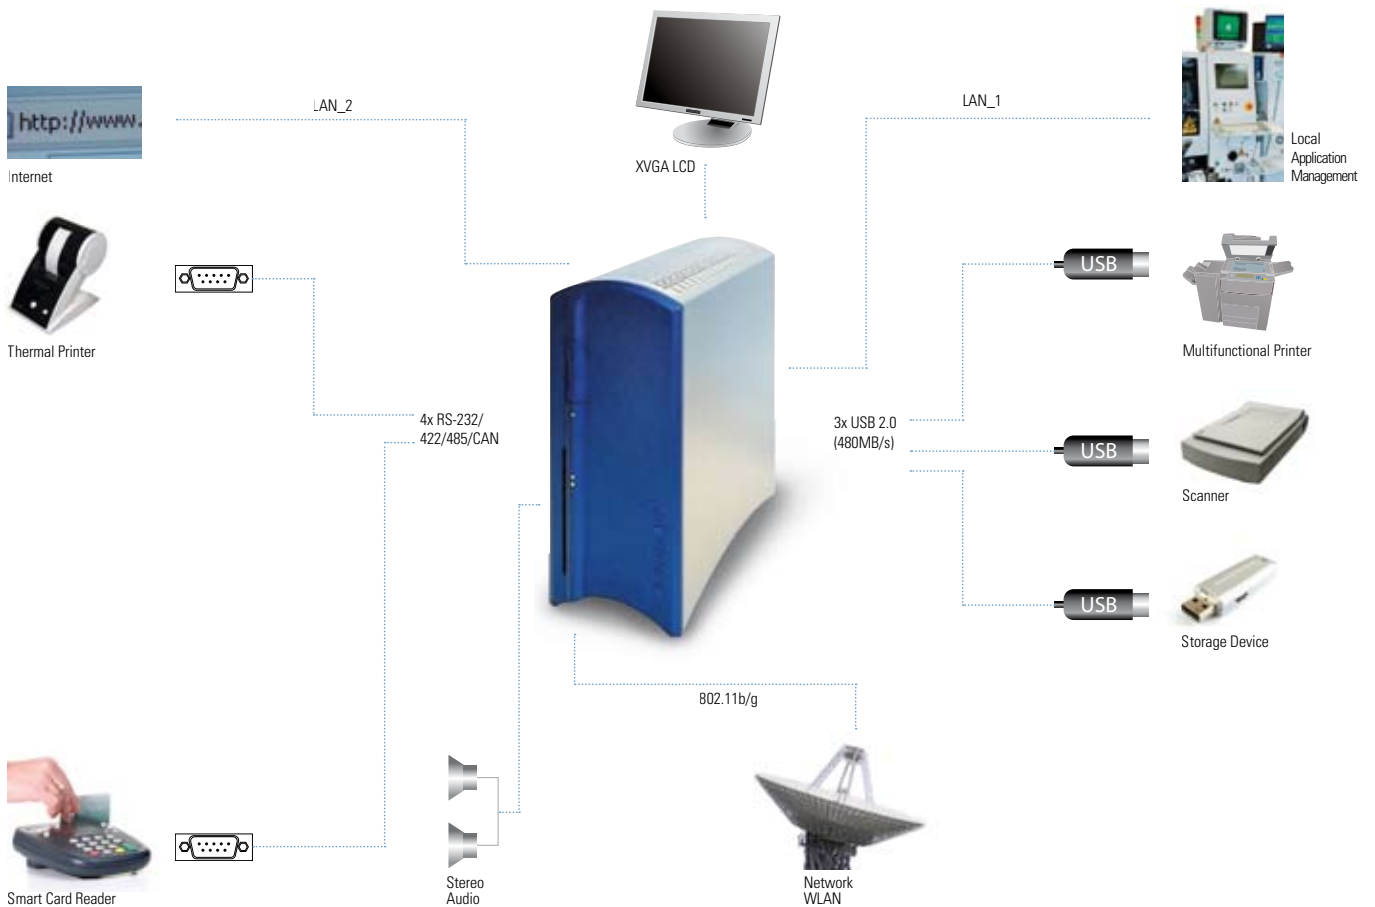 LAN_2
LAN_1
http://www.
Internet
XVGA LCD
Local
Application
Management
USB
Thermal Printer
Multifunctional Printer
4x RS-232/
422/485/CAN
3x USB 2.0
(480MB/s)
USB
Scanner
USB
Storage Device
802.11b/g
Smart Card Reader
Stereo
Audio
Network
WLAN